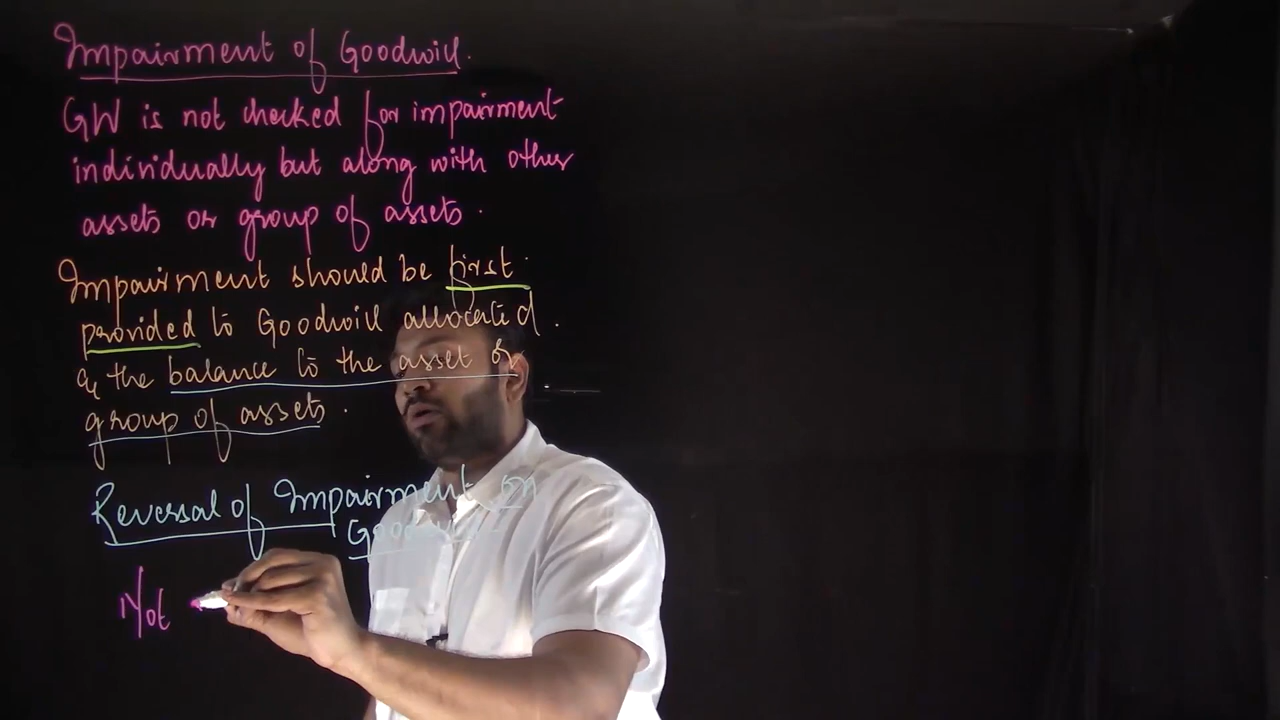 Impairment of Goodwill.
GW is not checked for impairment
individually but along with other
assets or group of assets.
Impairment should be first
provided to Goodwill allocated.
& the balance to the asset or
group of assets.
Reversal of Impairment on
Goodwill
Not